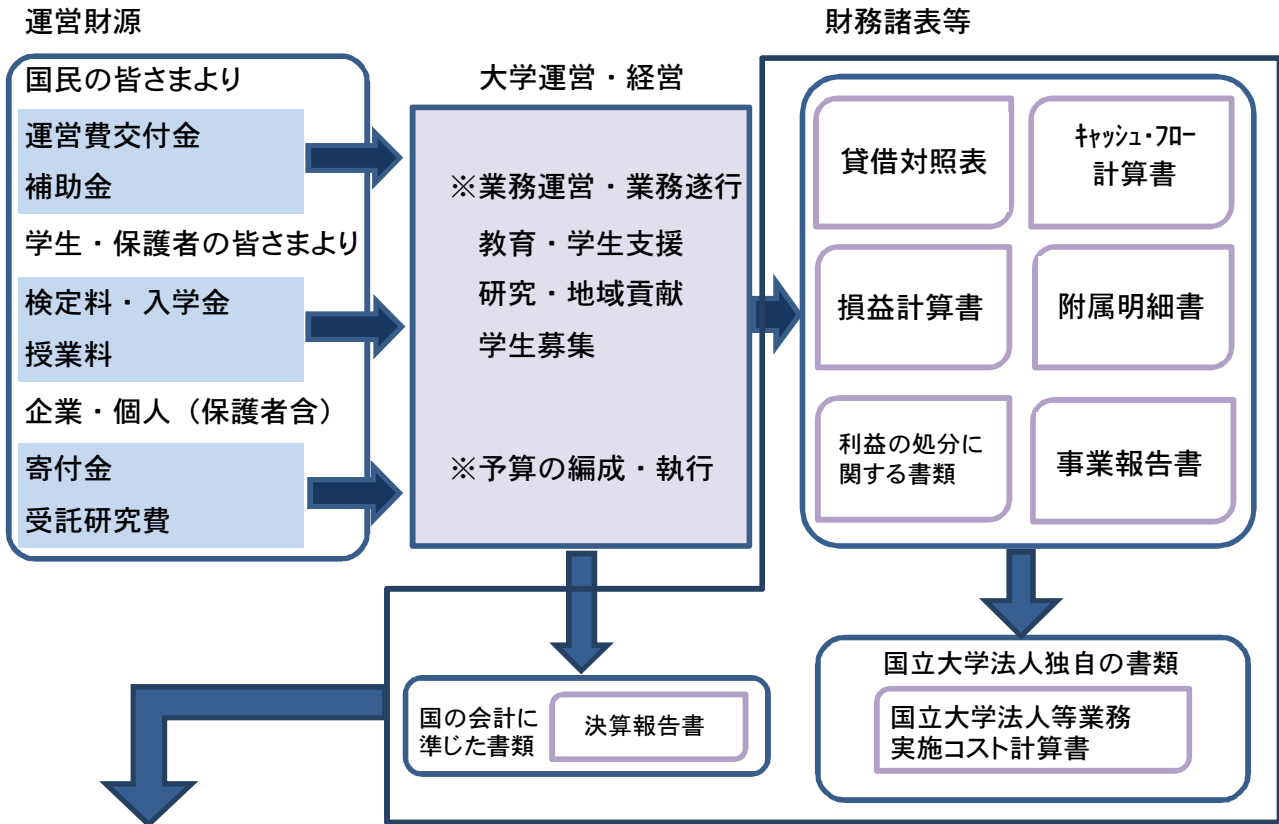 運営財源
国民の皆さまより
運営費交付金
補助金
学生・保護者の皆さまより
検定料・入学金
授業料
企業・個人（保護者含）
寄付金
受託研究費
大学運営・経営
※業務運営・業務遂行
教育・学生支援
研究・地域貢献
学生募集
※予算の編成・執行
財務諸表等
貸借対照表
ｷｬｯｼｭ・ﾌﾛｰ
計算書
損益計算書
附属明細書
利益の処分に
関する書類
事業報告書
国の会計に
準じた書類
決算報告書
国立大学法人独自の書類
国立大学法人等業務
実施コスト計算書